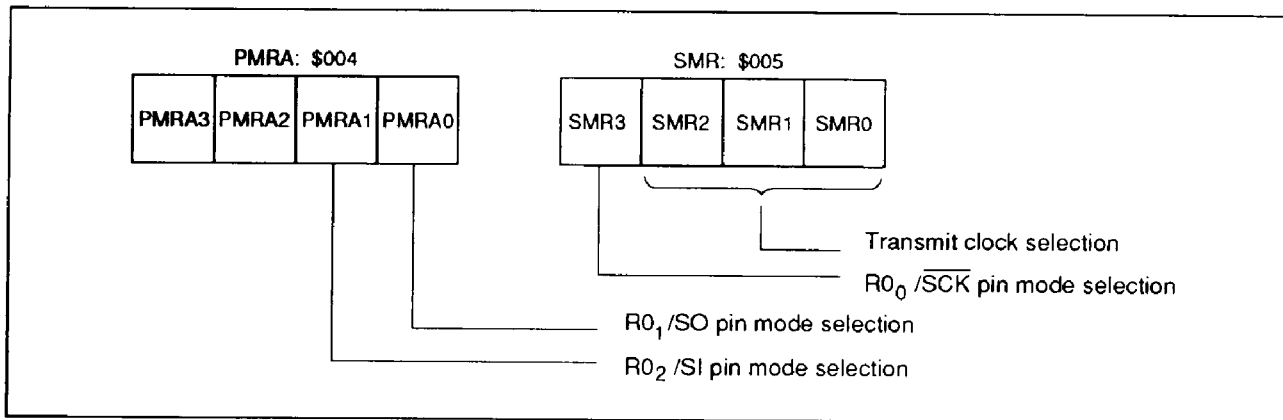 PMRA: $004
PMRA3 PMRA2 PMRA1 PMRA0
SMR: $005
SMR3 SMR2 SMR1 SMR0
Transmit clock selection
R0₀ /S̅C̅K̅ pin mode selection
R0₁/SO pin mode selection
R0₂ /SI pin mode selection